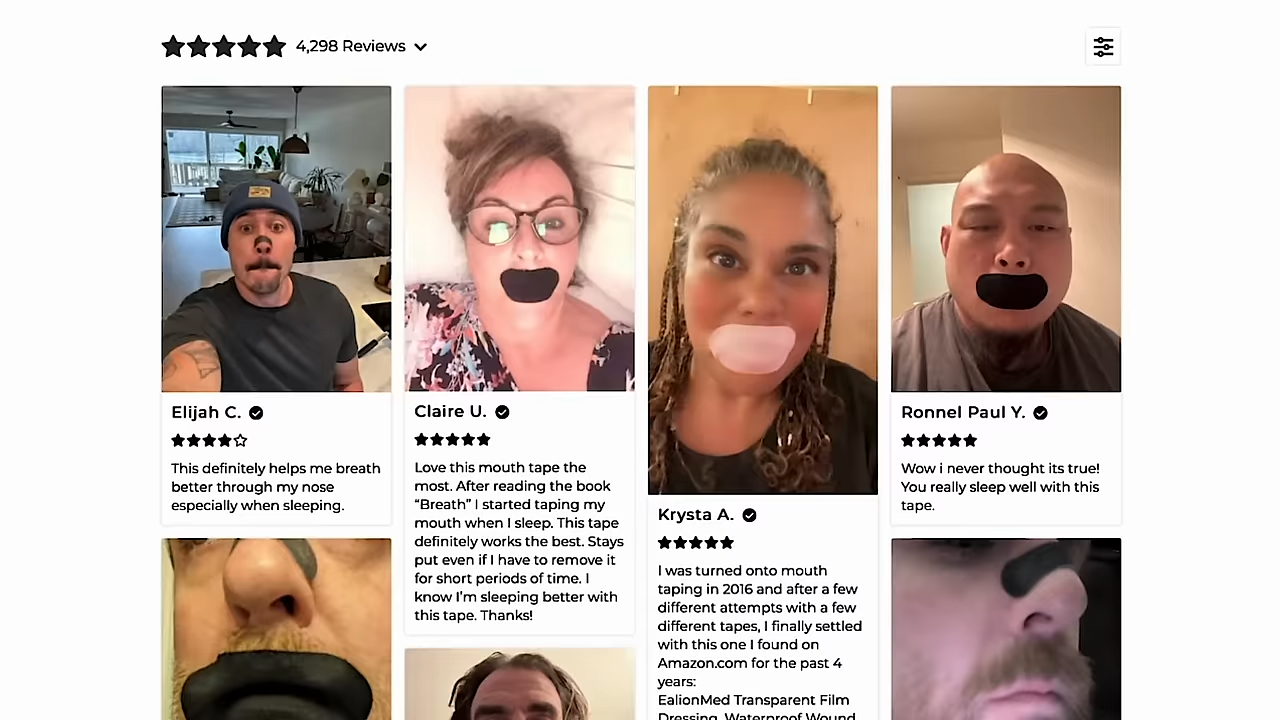 4,298 Reviews
Elijah C.
This definitely helps me breath
better through my nose
especially when sleeping.
Claire U.
Love this mouth tape the
most. After reading the book
“Breath” I started taping my
mouth when I sleep. This tape
definitely works the best. Stays
put even if I have to remove it
for short periods of time. I
know I’m sleeping better with
this tape. Thanks!
Krysta A.
I was turned onto mouth
taping in 2016 and after a few
different attempts with a few
different tapes, I finally settled
with this one I found on
Amazon.com for the past 4
years:
EalionMed Transparent Film
Dressing, Waterproof Wound
Ronnel Paul Y.
Wow i never thought its true!
You really sleep well with this
tape.